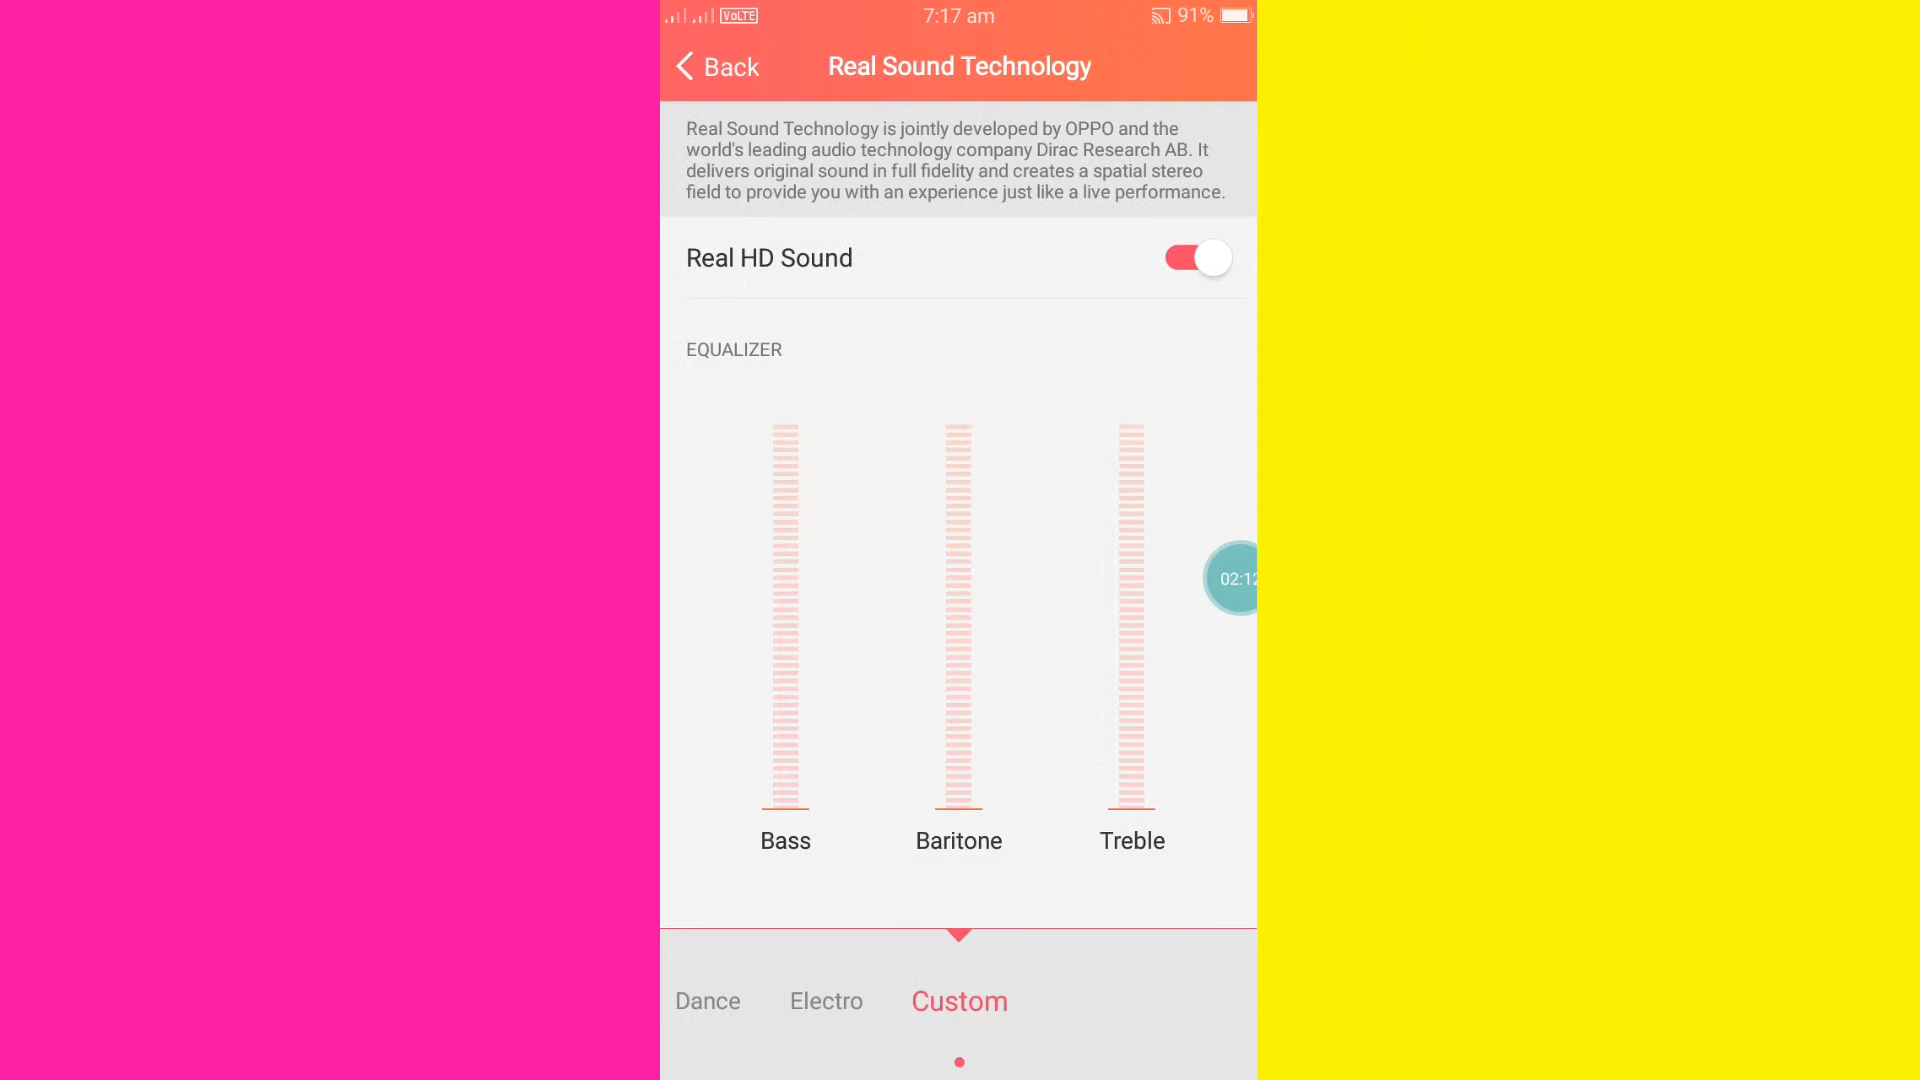 VoLTE 7:17 am 91%
Back Real Sound Technology
Real Sound Technology is jointly developed by OPPO and the
world's leading audio technology company Dirac Research AB. It
delivers original sound in full fidelity and creates a spatial stereo
field to provide you with an experience just like a live performance.
Real HD Sound
EQUALIZER
02:12
Bass Baritone Treble
Dance Electro Custom